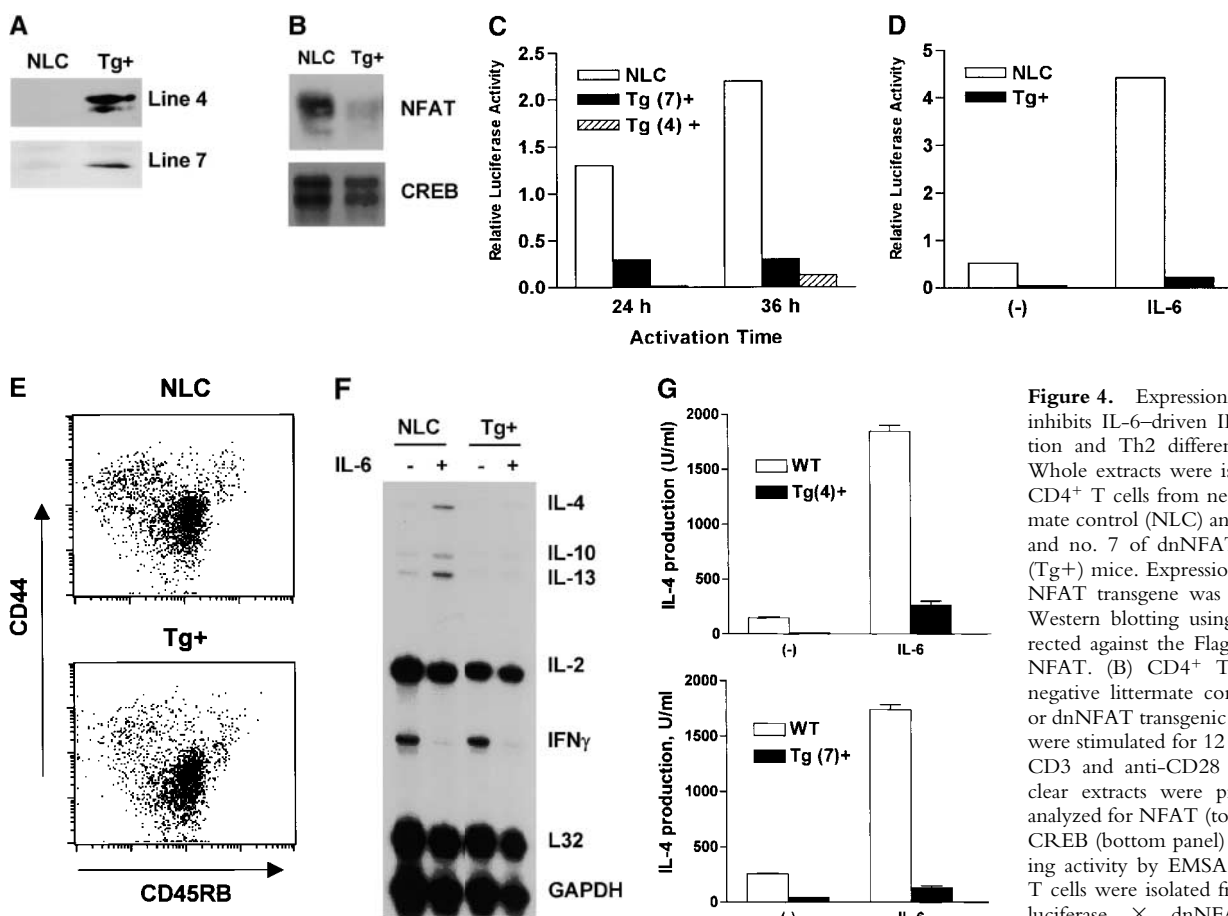 A
NLC Tg+
Line 4
Line 7
B
NLC Tg+
NFAT
CREB
C
Relative Luciferase Activity
2.5
2.0
1.5
1.0
0.5
0.0
NLC
Tg (7)+
Tg (4) +
24 h 36 h
Activation Time
D
Relative Luciferase Activity
5
4
3
2
1
0
NLC
Tg+
(-) IL-6
E
NLC
Tg+
CD44
CD45RB
F
NLC Tg+
IL-6 - + - +
IL-4
IL-10
IL-13
IL-2
IFNγ
L32
GAPDH
G
IL-4 production (U/ml)
2000
1500
1000
500
0
WT
Tg(4)+
(-) IL-6
IL-4 production, U/ml
2000
1500
1000
500
0
WT
Tg (7)+
(-) IL-6
Figure 4. Expression
inhibits IL-6–driven
tion and Th2
Whole extracts were
CD4+ T cells from
mate control (NLC)
and no. 7 of
(Tg+) mice.
NFAT transgene was
Western blotting using
rected against the Flag
NFAT. (B) CD4+
negative littermate
or dnNFAT transgenic
were stimulated for 12
CD3 and anti-CD28
clear extracts were
analyzed for NFAT
CREB (bottom panel)
ing activity by EMSA
T cells were isolated
luciferase ×